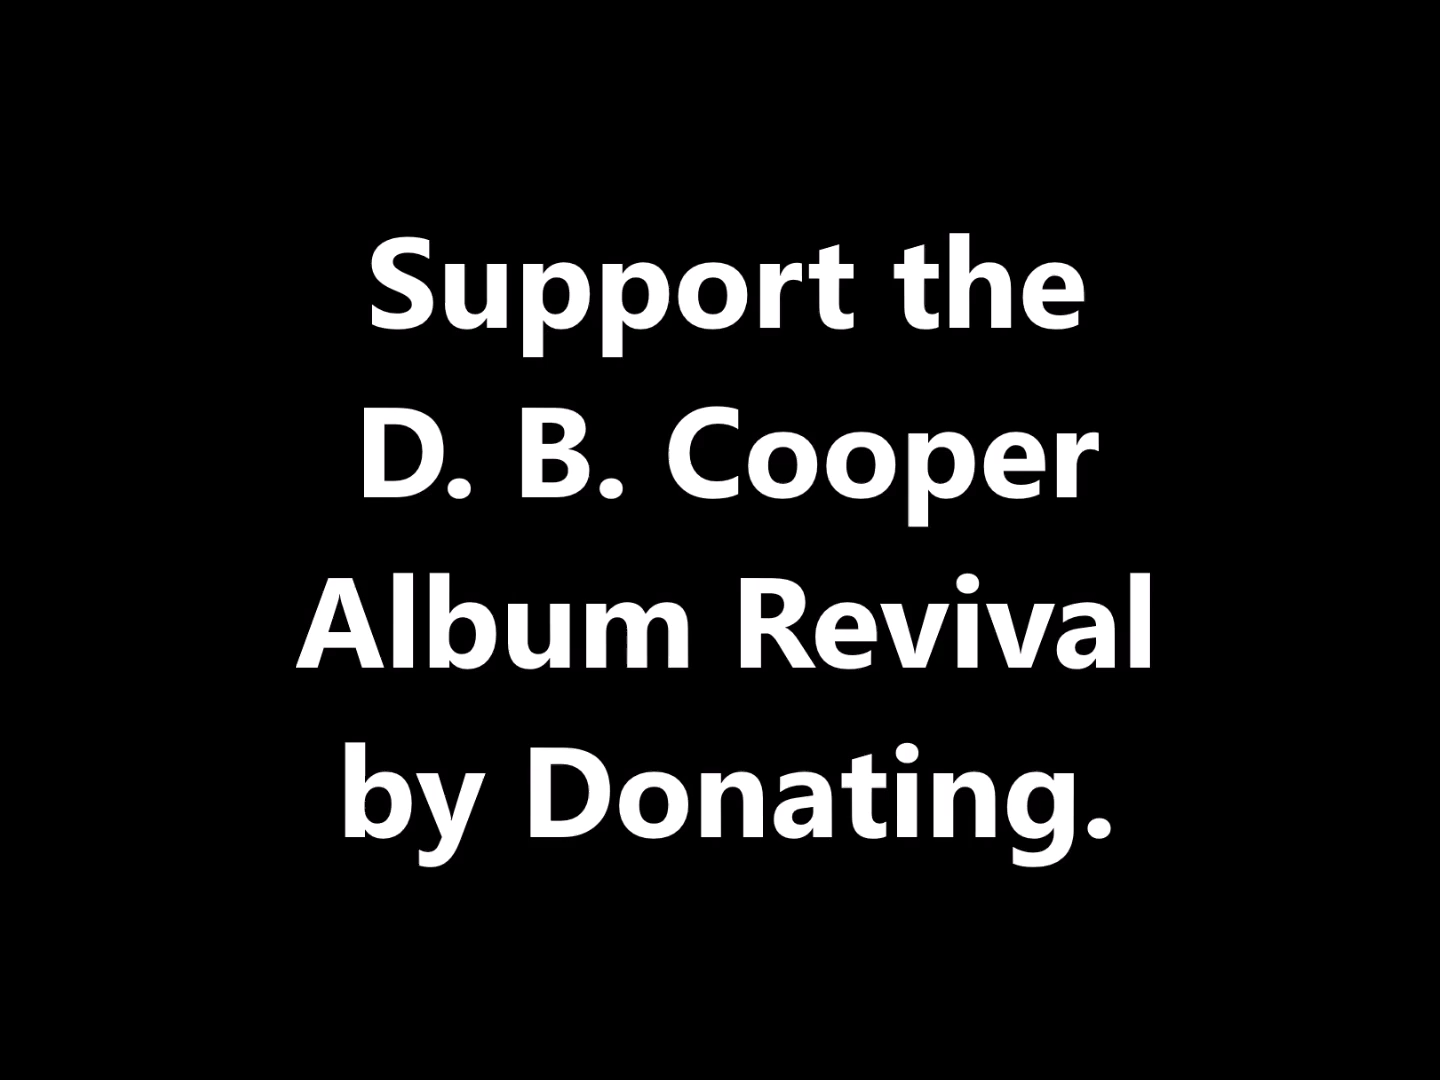 Support the
D. B. Cooper
Album Revival
by Donating.